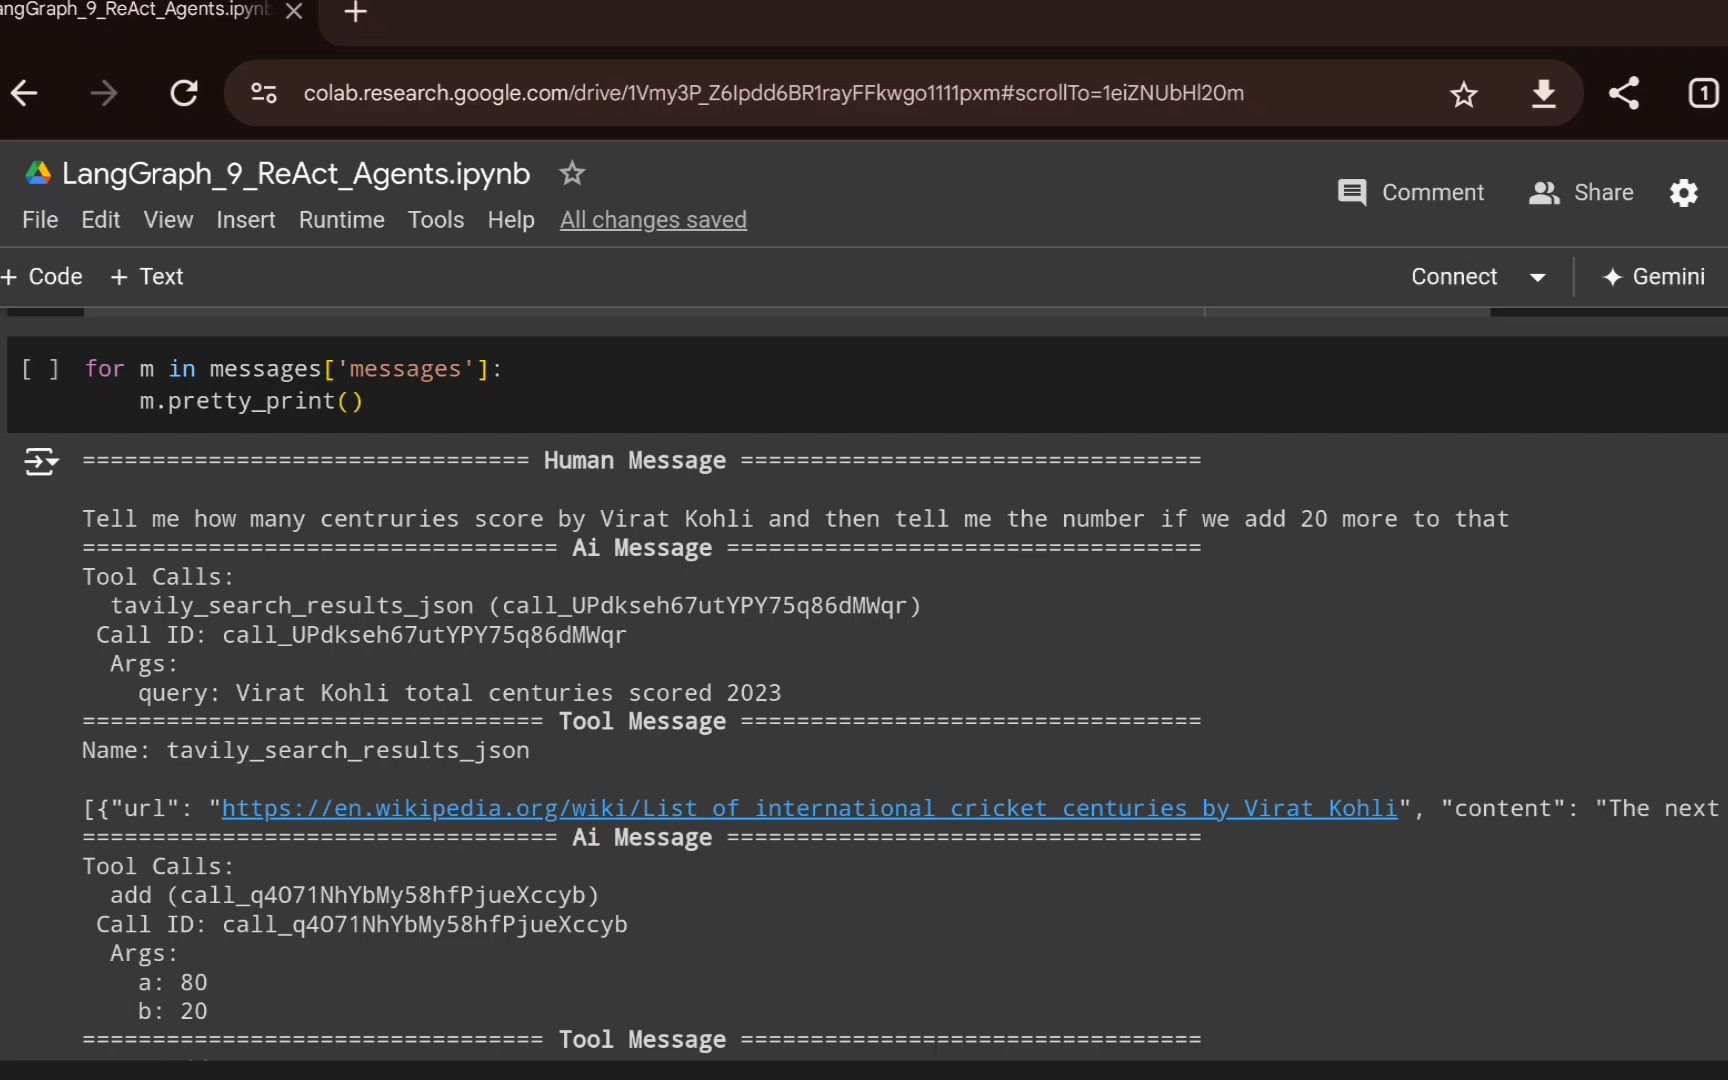 angGraph_9_ReAct_Agents.ipynb
colab.research.google.com/drive/1Vmy3P_Z6Ipdd6BR1rayFFkwgo1111pxm#scrollTo=1eiZNUbHl20m
1
LangGraph_9_ReAct_Agents.ipynb
Comment Share
File Edit View Insert Runtime Tools Help All changes saved
+ Code + Text Connect Gemini
[ ] for m in messages['messages']:
m.pretty_print()
================================ Human Message =================================
Tell me how many centruries score by Virat Kohli and then tell me the number if we add 20 more to that
================================== Ai Message ==================================
Tool Calls:
tavily_search_results_json (call_UPdkseh67utYPY75q86dMWqr)
Call ID: call_UPdkseh67utYPY75q86dMWqr
Args:
query: Virat Kohli total centuries scored 2023
================================= Tool Message =================================
Name: tavily_search_results_json
[{"url": "https://en.wikipedia.org/wiki/List_of_international_cricket_centuries_by_Virat_Kohli", "content": "The next
================================== Ai Message ==================================
Tool Calls:
add (call_q4O71NhYbMy58hfPjueXccyb)
Call ID: call_q4O71NhYbMy58hfPjueXccyb
Args:
a: 80
b: 20
================================= Tool Message =================================